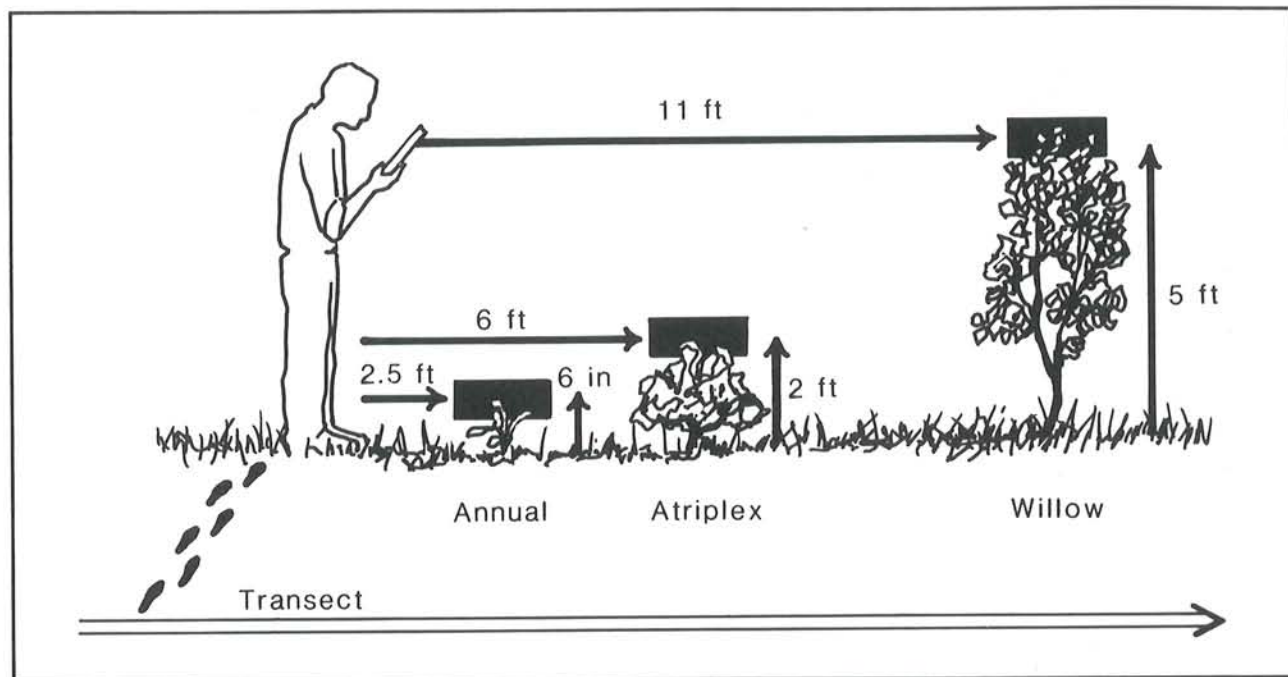 11 ft
5 ft
6 ft
2.5 ft
6 in
2 ft
Annual
Atriplex
Willow
Transect